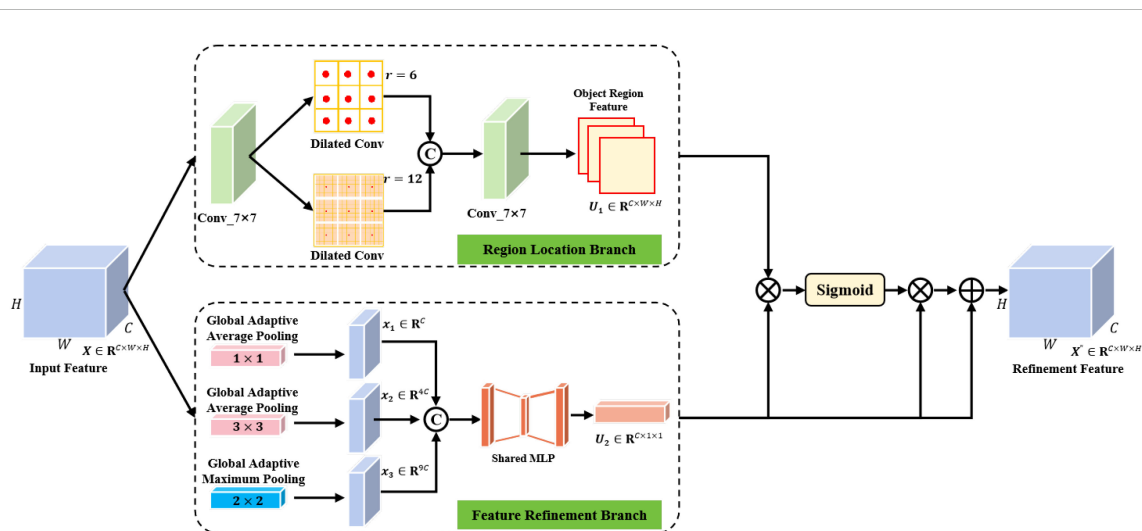 r = 6
Dilated Conv
Conv_7×7
r = 12
Dilated Conv
C
Conv_7×7
Object Region
Feature
U₁ ∈ R^{C×W×H}
Region Location Branch
H
W
C
X ∈ R^{C×W×H}
Input Feature
Global Adaptive
Average Pooling
1 × 1
x₁ ∈ R^C
Global Adaptive
Average Pooling
3 × 3
x₂ ∈ R^{4C}
Global Adaptive
Maximum Pooling
2 × 2
x₃ ∈ R^{9C}
C
Shared MLP
U₂ ∈ R^{C×1×1}
Feature Refinement Branch
Sigmoid
H
W
C
X″ ∈ R^{C×W×H}
Refinement Feature